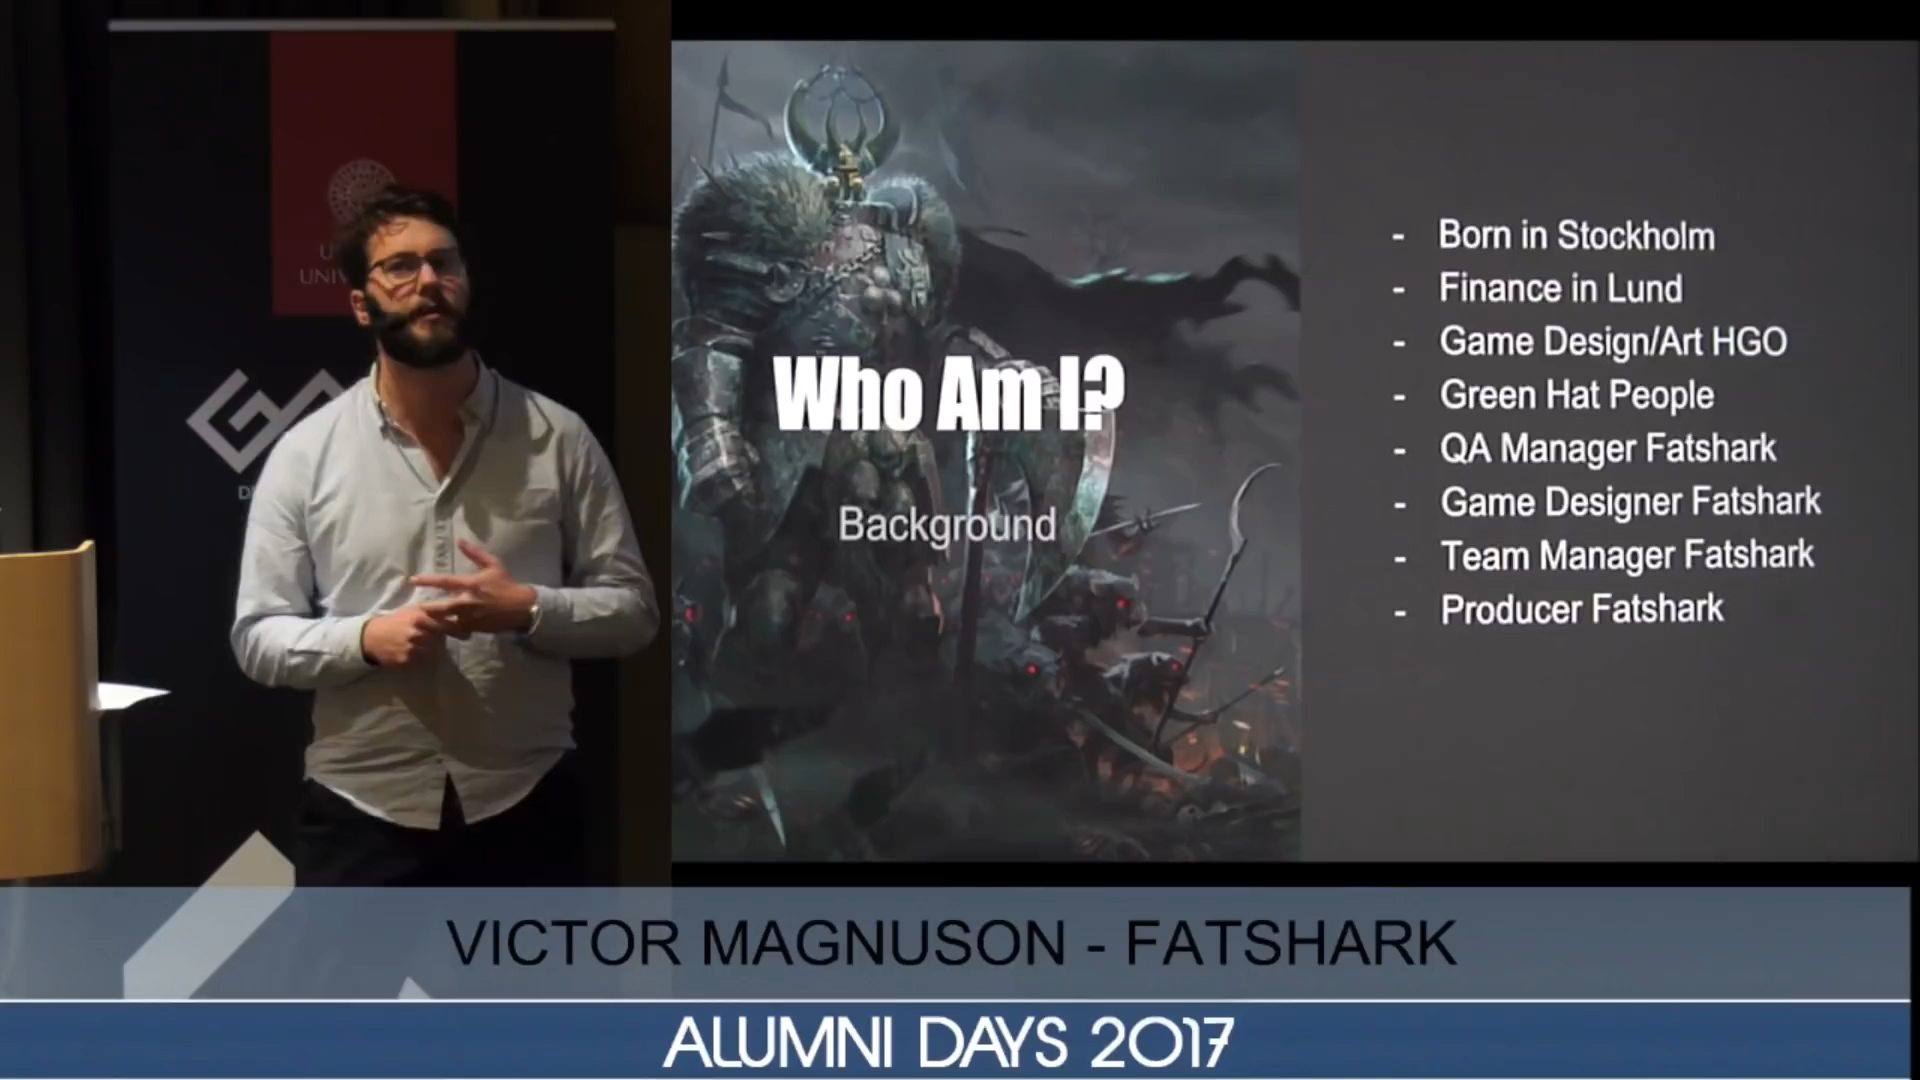 Who Am I?
Background
- Born in Stockholm
- Finance in Lund
- Game Design/Art HGO
- Green Hat People
- QA Manager Fatshark
- Game Designer Fatshark
- Team Manager Fatshark
- Producer Fatshark
VICTOR MAGNUSON - FATSHARK
ALUMNI DAYS 2017